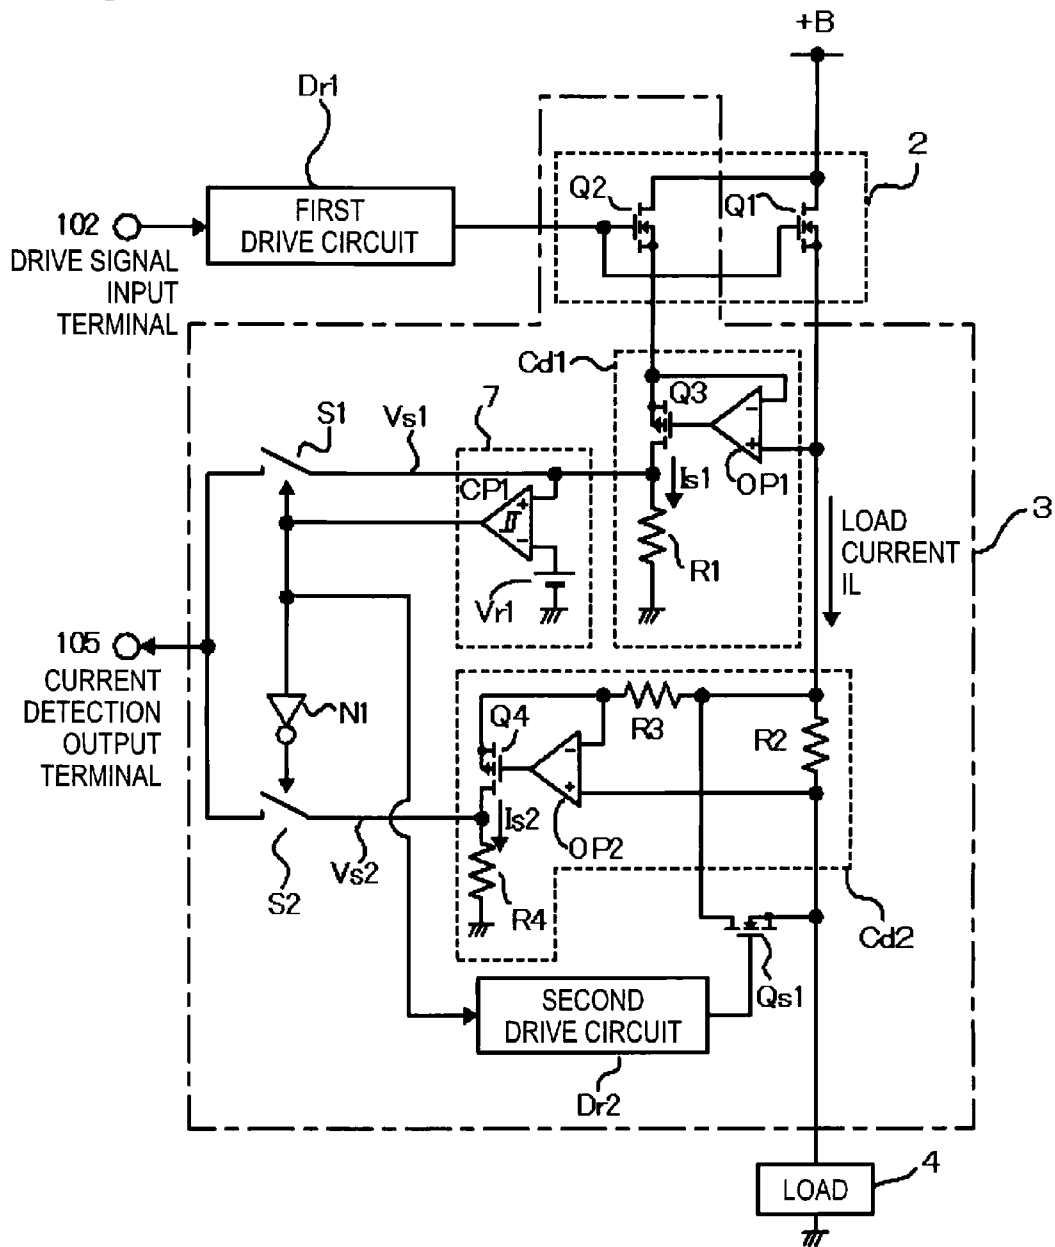 +B
Dr1
2
Q2
Q1
FIRST
DRIVE CIRCUIT
102
DRIVE SIGNAL
INPUT
TERMINAL
Cd1
Q3
7
S1
Vs1
CP1
Is1
OP1
LOAD
CURRENT
IL
3
R1
Vr1
105
CURRENT
DETECTION
OUTPUT
TERMINAL
N1
Q4
R3
R2
Is2
OP2
Vs2
S2
R4
Cd2
Qs1
SECOND
DRIVE CIRCUIT
Dr2
4
LOAD